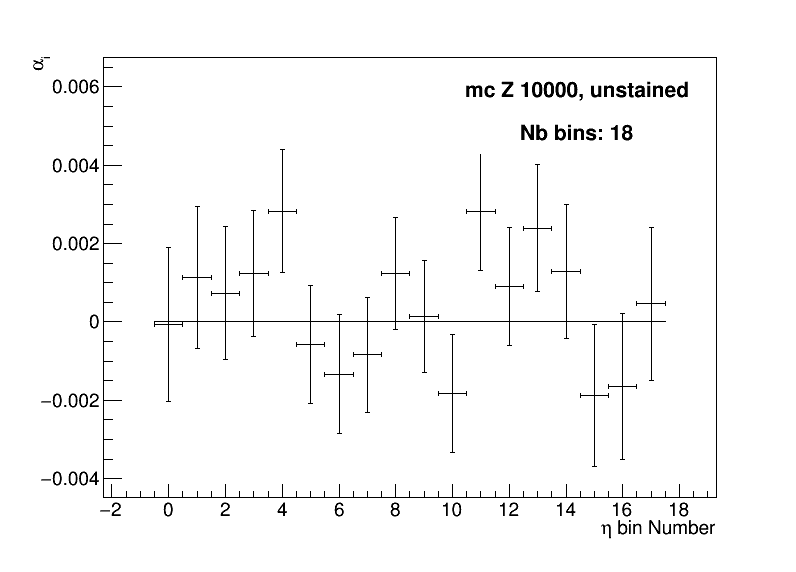 αᵢ
mc Z 10000, unstained
Nb bins: 18
0.006
0.004
0.002
0
−0.002
−0.004
−2 0 2 4 6 8 10 12 14 16 18
η bin Number